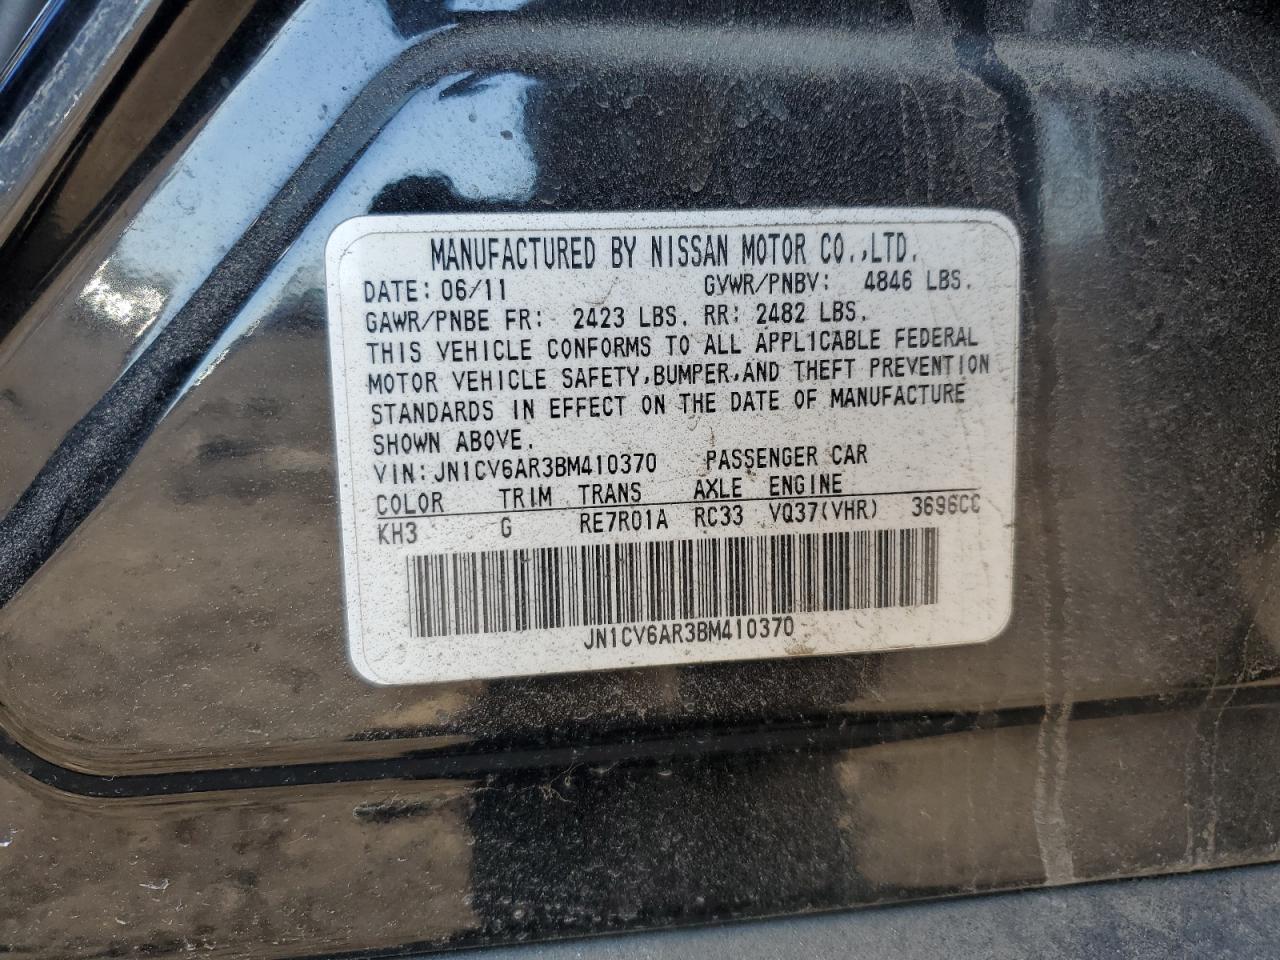 MANUFACTURED BY NISSAN MOTOR CO.,LTD.
DATE: 06/11 GVWR/PNBV: 4846 LBS.
GAWR/PNBE FR: 2423 LBS. RR: 2482 LBS.
THIS VEHICLE CONFORMS TO ALL APPLICABLE FEDERAL
MOTOR VEHICLE SAFETY,BUMPER,AND THEFT PREVENTION
STANDARDS IN EFFECT ON THE DATE OF MANUFACTURE
SHOWN ABOVE.
VIN:JN1CV6AR3BM410370 PASSENGER CAR
COLOR TRIM TRANS AXLE ENGINE
KH3 G RE7R01A RC33 VQ37(VHR) 3696CC
JN1CV6AR3BM410370